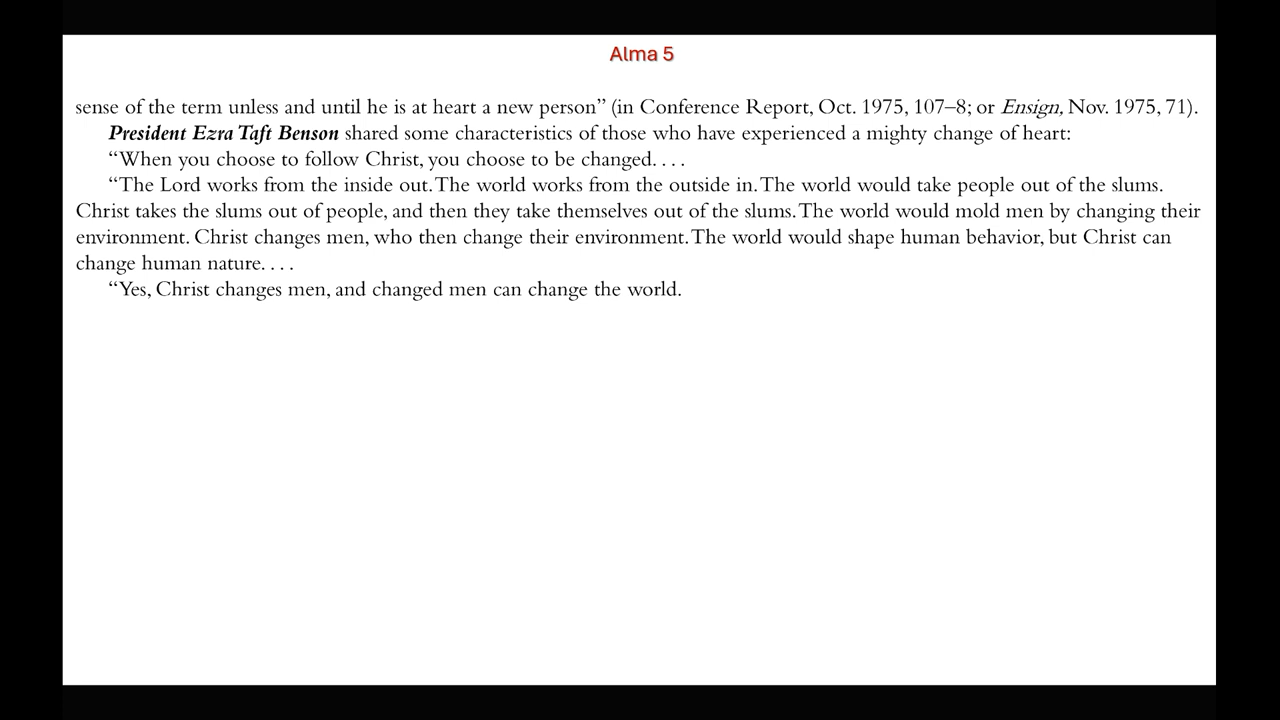 Alma 5
sense of the term unless and until he is at heart a new person” (in Conference Report, Oct. 1975, 107–8; or Ensign, Nov. 1975, 71).
President Ezra Taft Benson shared some characteristics of those who have experienced a mighty change of heart:
“When you choose to follow Christ, you choose to be changed. . . .
“The Lord works from the inside out. The world works from the outside in. The world would take people out of the slums.
Christ takes the slums out of people, and then they take themselves out of the slums. The world would mold men by changing their
environment. Christ changes men, who then change their environment. The world would shape human behavior, but Christ can
change human nature. . . .
“Yes, Christ changes men, and changed men can change the world.